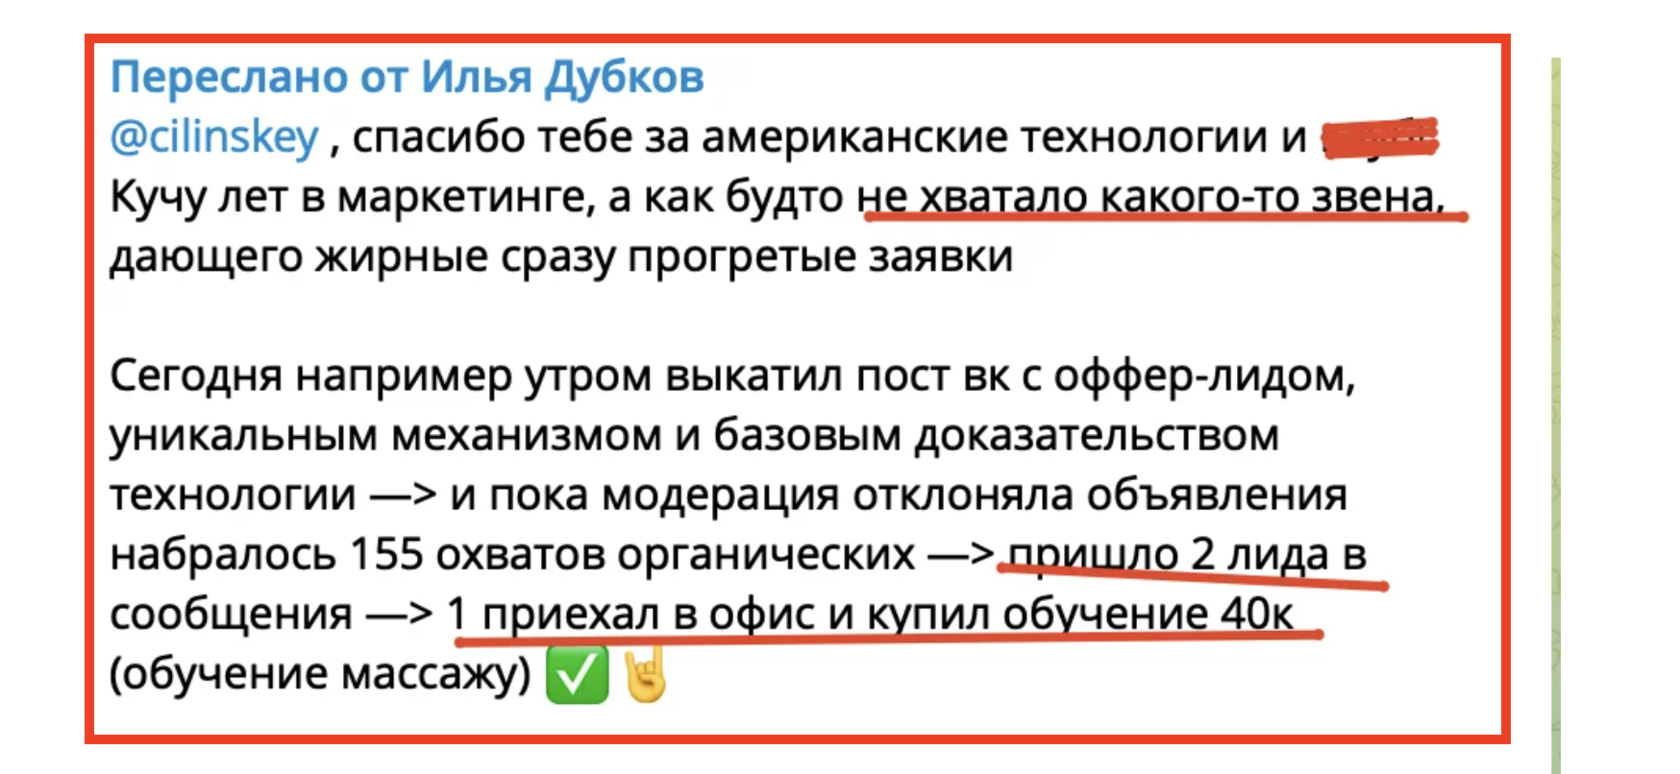 Переслано от Илья Дубков
@cilinskey , спасибо тебе за американские технологии и
Кучу лет в маркетинге, а как будто не хватало какого-то звена,
дающего жирные сразу прогретые заявки
Сегодня например утром выкатил пост вк с оффер-лидом,
уникальным механизмом и базовым доказательством
технологии —> и пока модерация отклоняла объявления
набралось 155 охватов органических —> пришло 2 лида в
сообщения —> 1 приехал в офис и купил обучение 40к
(обучение массажу) ✅ 🤘